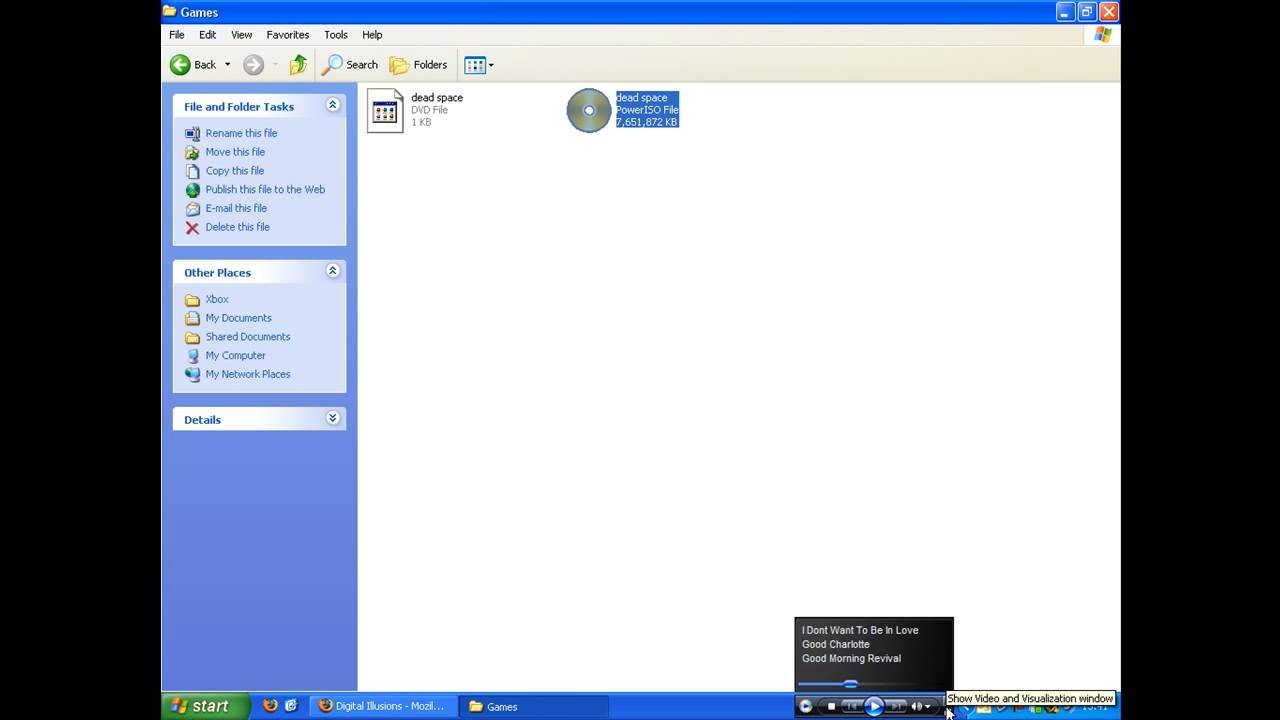 Games
File Edit View Favorites Tools Help
Back Search Folders
File and Folder Tasks
Rename this file
Move this file
Copy this file
Publish this file to the Web
E-mail this file
Delete this file
Other Places
Xbox
My Documents
Shared Documents
My Computer
My Network Places
Details
dead space
DVD File
1 KB
dead space
PowerISO File
7,651,872 KB
I Dont Want To Be In Love
Good Charlotte
Good Morning Revival
Show Video and Visualization window
start Digital Illusions - Mozil... Games